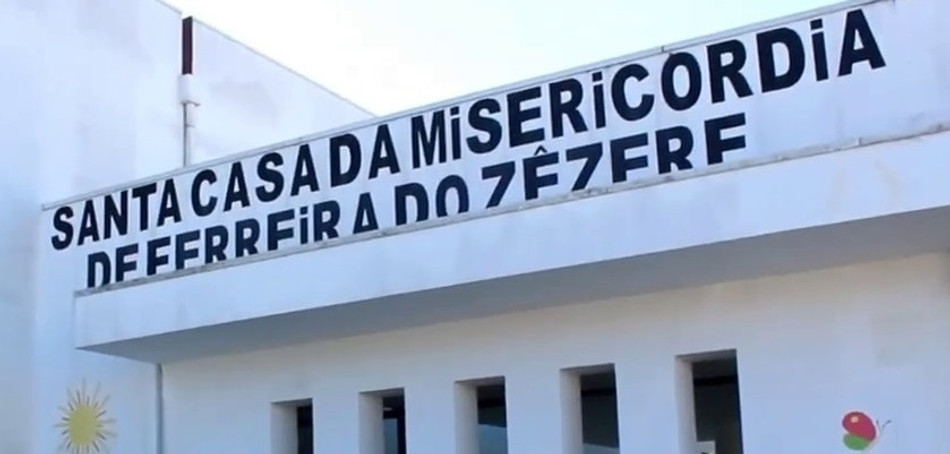 SANTA CASA DA MiSERiCORDiA
DE FERREiRA DO ZÊZERE